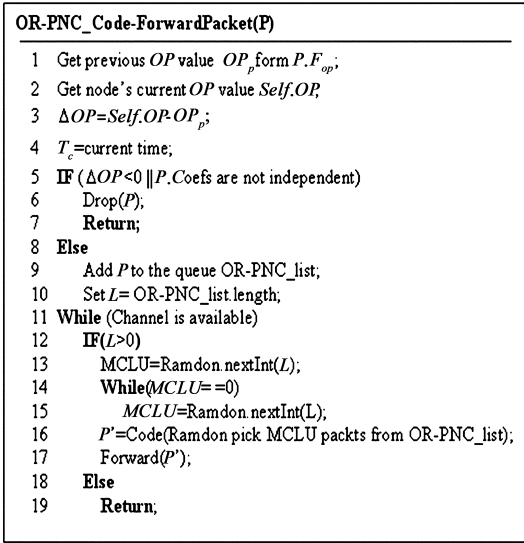 OR-PNC_Code-ForwardPacket(P)
1 Get previous OP value OPp form P.Fop;
2 Get node's current OP value Self.OP,
3 ΔOP=Self.OP-OPp;
4 Tc=current time;
5 IF (ΔOP<0 ||P.Coefs are not independent)
6 Drop(P);
7 Return;
8 Else
9 Add P to the queue OR-PNC_list;
10 Set L= OR-PNC_list.length;
11 While (Channel is available)
12 IF(L>0)
13 MCLU=Ramdon.nextInt(L);
14 While(MCLU==0)
15 MCLU=Ramdon.nextInt(L);
16 P'=Code(Ramdon pick MCLU packts from OR-PNC_list);
17 Forward(P');
18 Else
19 Return;